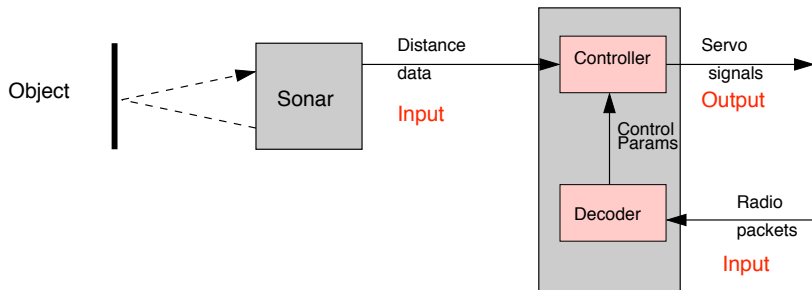 Object
Sonar
Distance
data
Input
Controller
Control
Params
Decoder
Servo
signals
Output
Radio
packets
Input